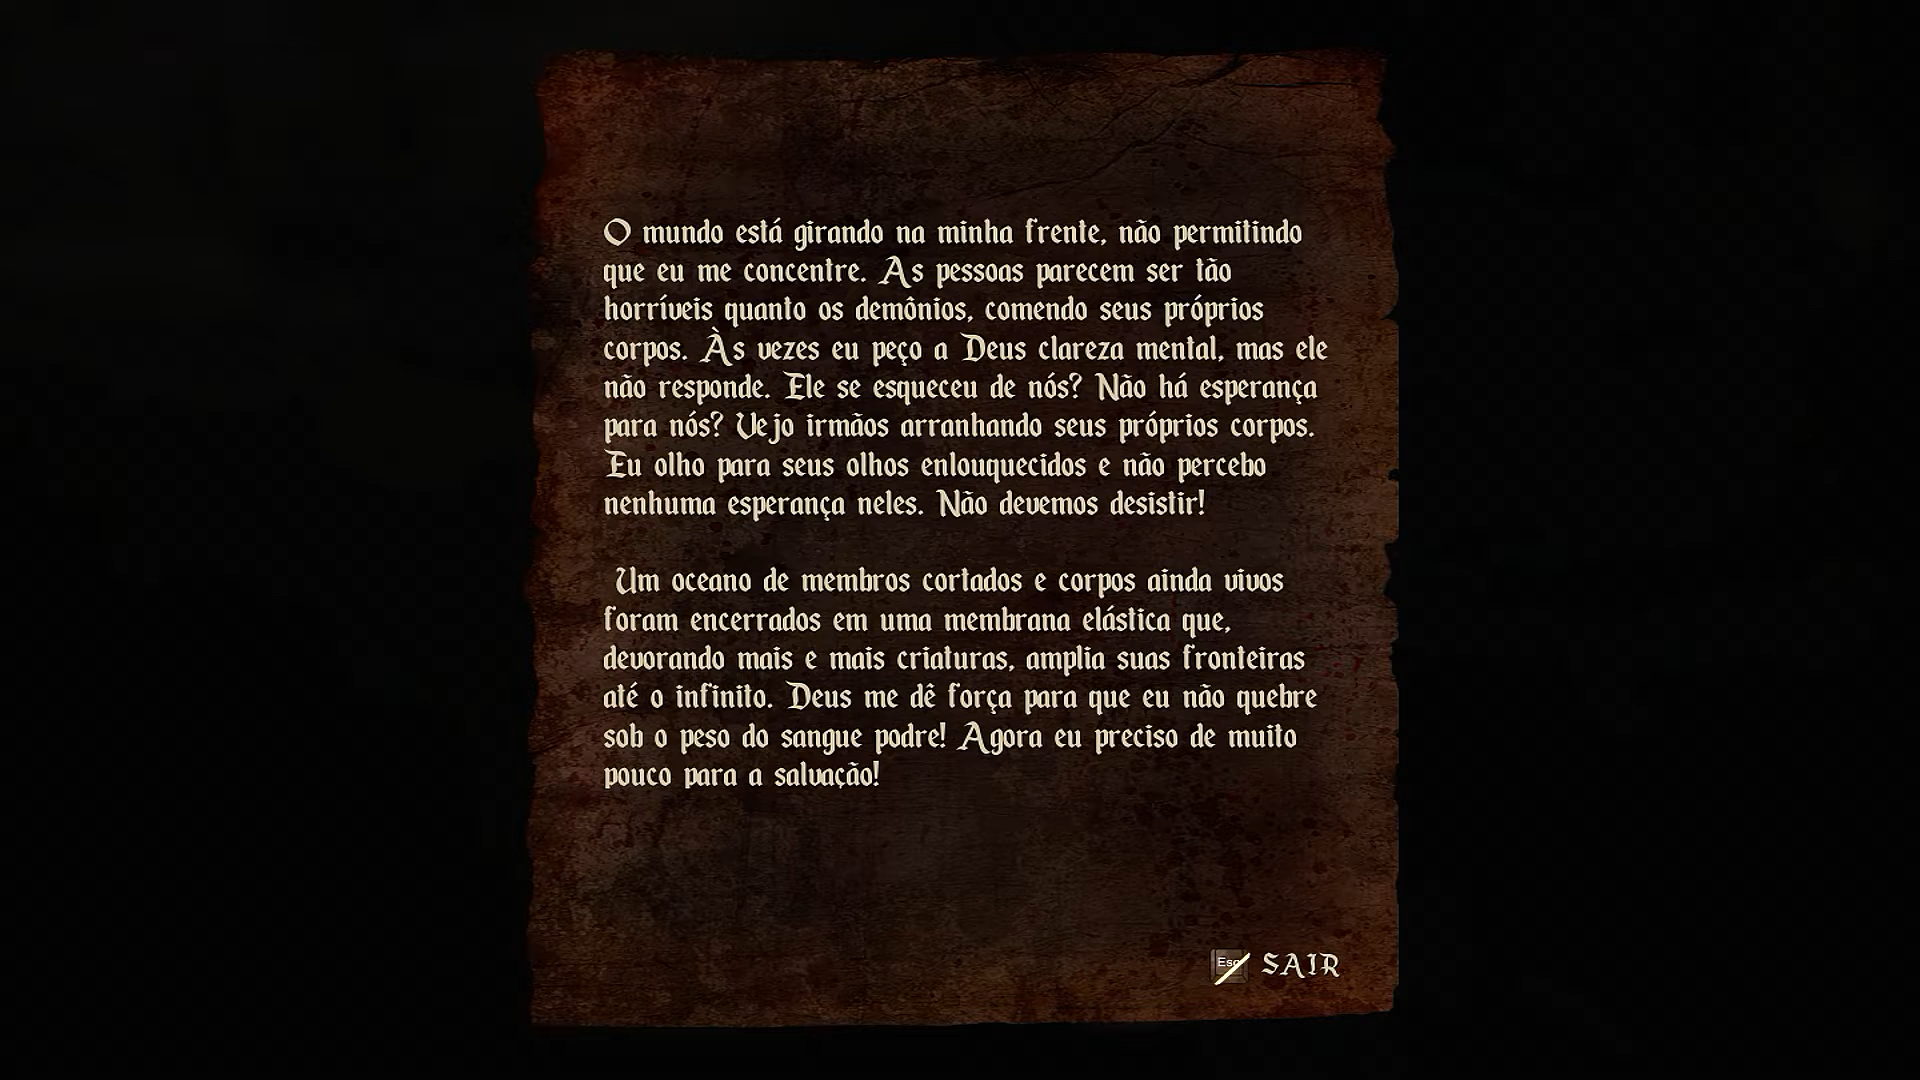 O mundo está girando na minha frente, não permitindo
que eu me concentre. As pessoas parecem ser tão
horríveis quanto os demônios, comendo seus próprios
corpos. Às vezes eu peço a Deus clareza mental, mas ele
não responde. Ele se esqueceu de nós? Não há esperança
para nós? Vejo irmãos arranhando seus próprios corpos.
Eu olho para seus olhos enlouquecidos e não percebo
nenhuma esperança neles. Não devemos desistir!
Um oceano de membros cortados e corpos ainda vivos
foram encerrados em uma membrana elástica que,
devorando mais e mais criaturas, amplia suas fronteiras
até o infinito. Deus me dê força para que eu não quebre
sob o peso do sangue podre! Agora eu preciso de muito
pouco para a salvação!
Esc SAIR